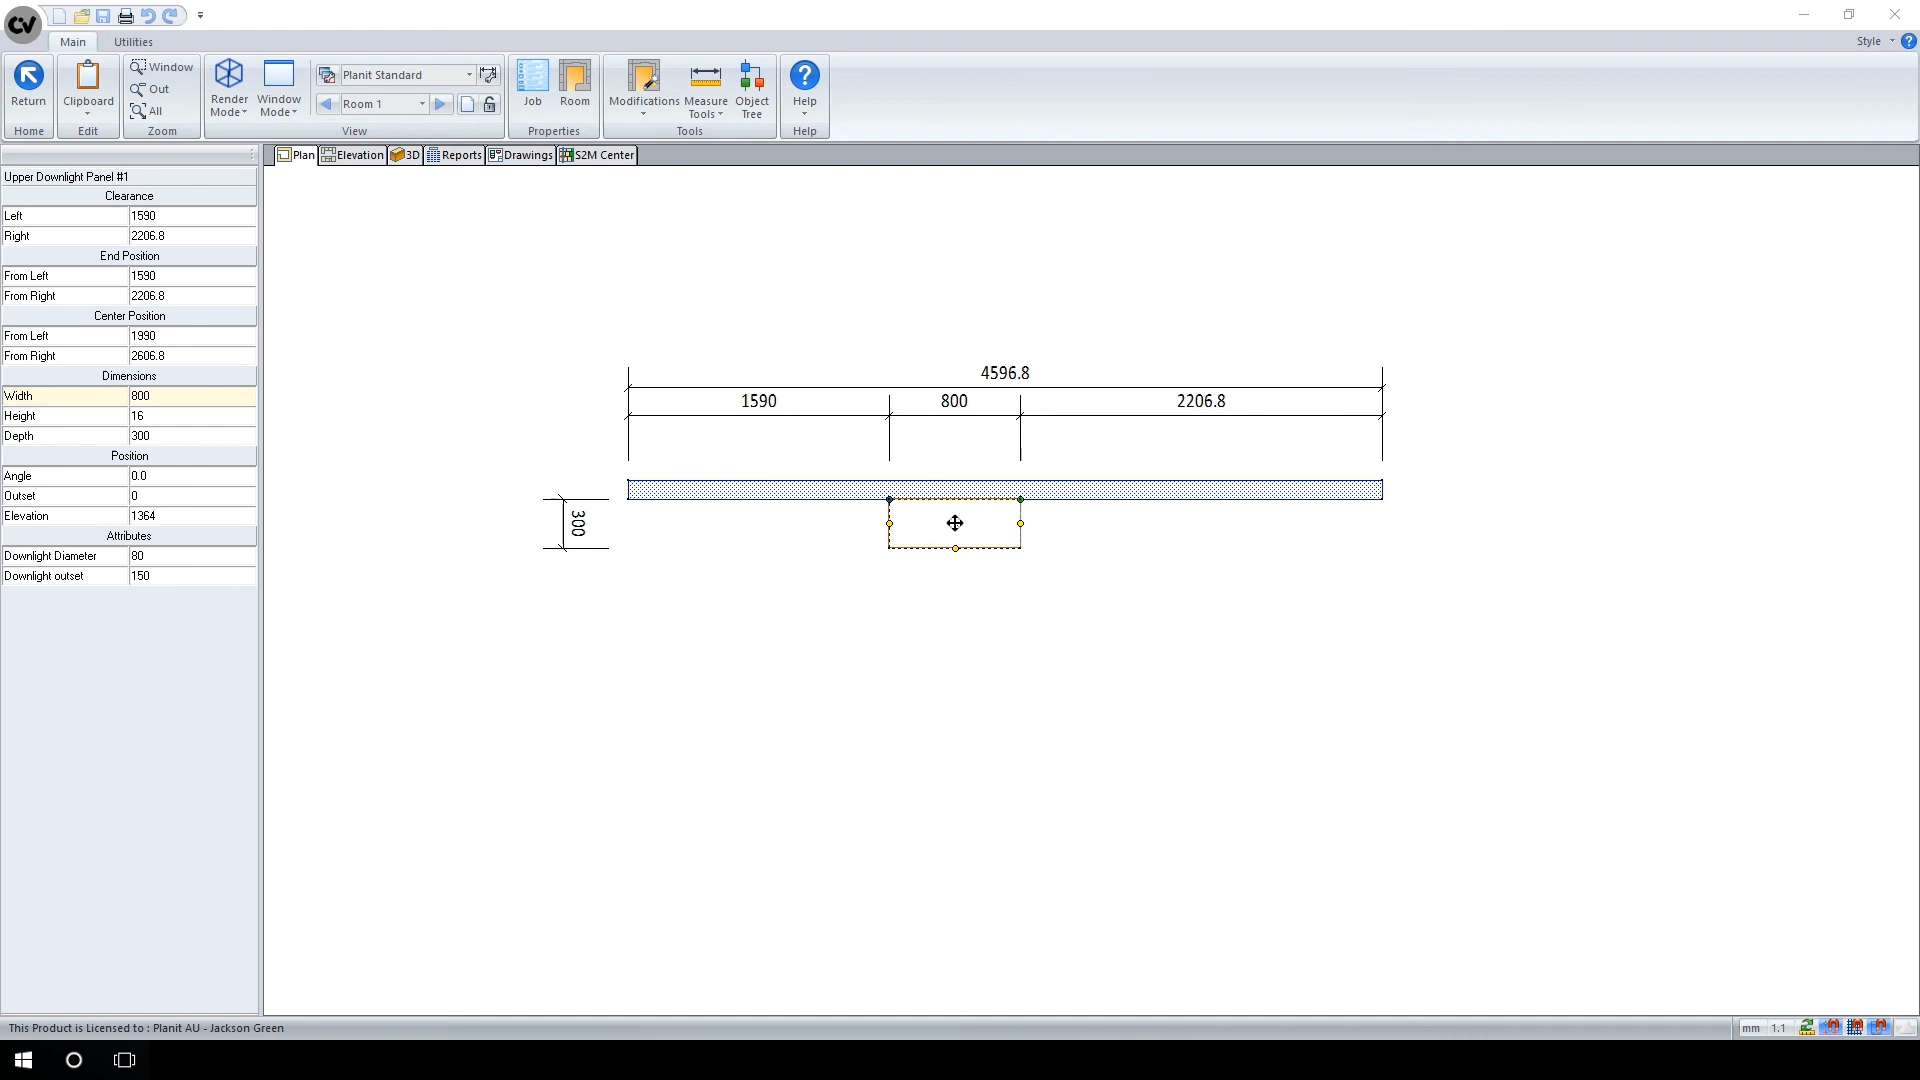 CV
Main
Utilities
Style
Return
Home
Clipboard
Edit
Window
Out
All
Zoom
Render
Mode
Window
Mode
Planit Standard
Room 1
View
Job
Room
Properties
Modifications
Measure
Tools
Object
Tree
Tools
Help
Help
Plan
Elevation
3D
Reports
Drawings
S2M Center
Upper Downlight Panel #1
Clearance
Left 1590
Right 2206.8
End Position
From Left 1590
From Right 2206.8
Center Position
From Left 1990
From Right 2606.8
Dimensions
Width 800
Height 16
Depth 300
Position
Angle 0.0
Outset 0
Elevation 1364
Attributes
Downlight Diameter 80
Downlight outset 150
4596.8
1590 800 2206.8
300
This Product is Licensed to : Planit AU - Jackson Green
mm 1.1